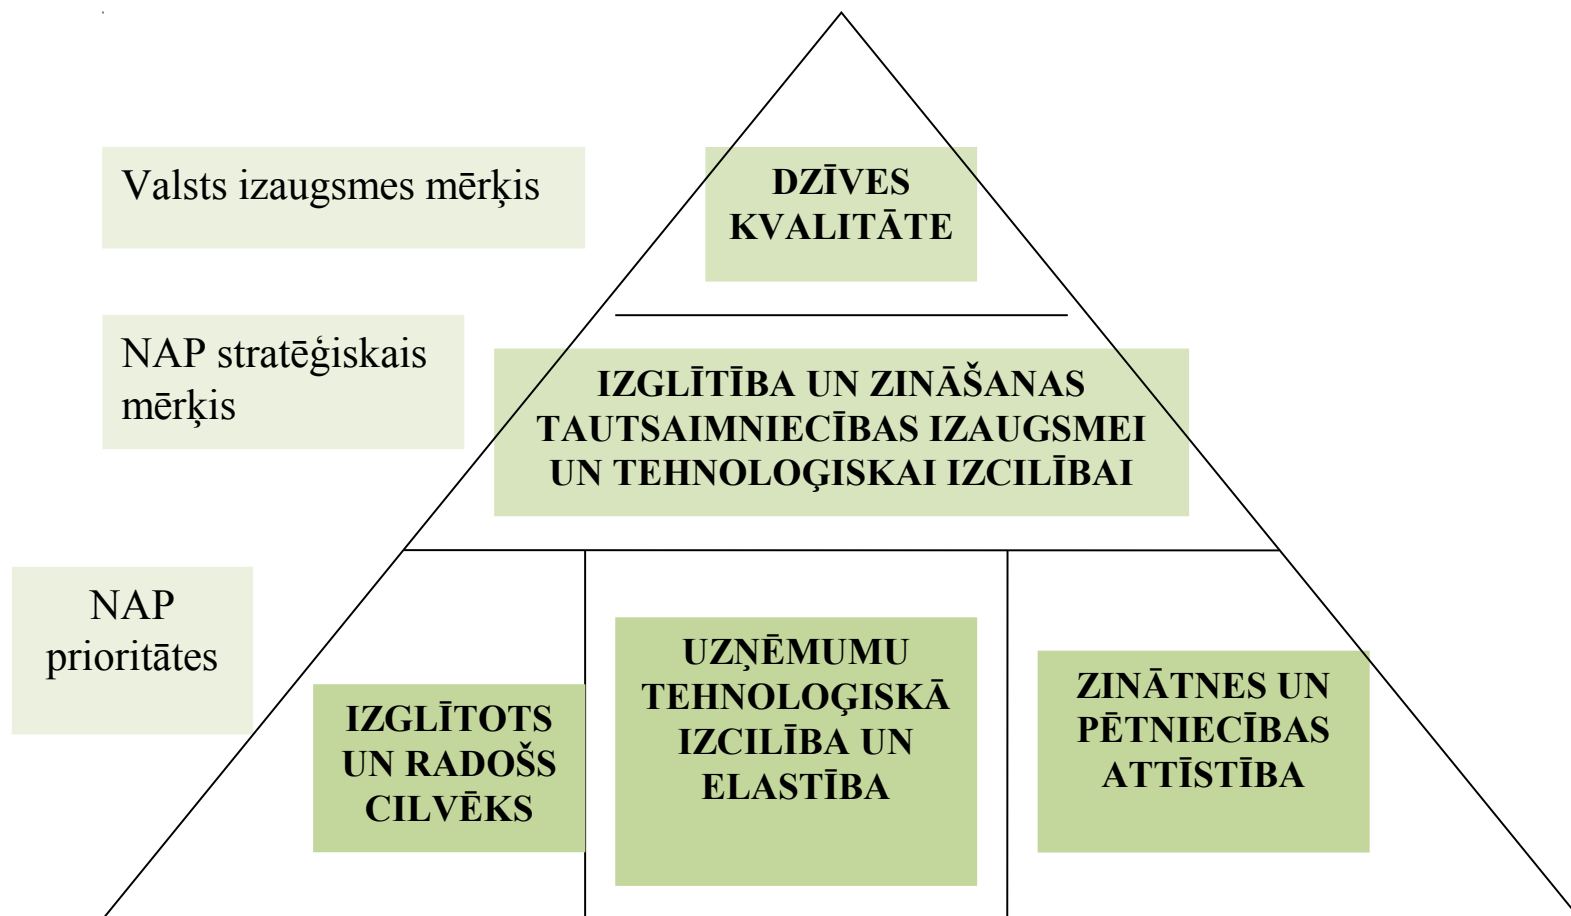 Valsts izaugsmes mērķis
DZĪVES
KVALITĀTE
NAP stratēģiskais
mērķis
IZGLĪTĪBA UN ZINĀŠANAS
TAUTSAIMNIECĪBAS IZAUGSMEI
UN TEHNOLOĢISKAI IZCILĪBAI
NAP
prioritātes
IZGLĪTOTS
UN RADOŠS
CILVĒKS
UZŅĒMUMU
TEHNOLOĢISKĀ
IZCILĪBA UN
ELASTĪBA
ZINĀTNES UN
PĒTNIECĪBAS
ATTĪSTĪBA